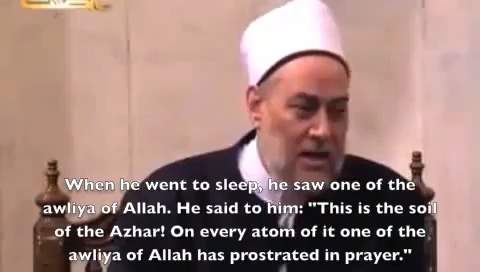 When he went to sleep, he saw one of the
awliya of Allah. He said to him: "This is the soil
of the Azhar! On every atom of it one of the
awliya of Allah has prostrated in prayer."